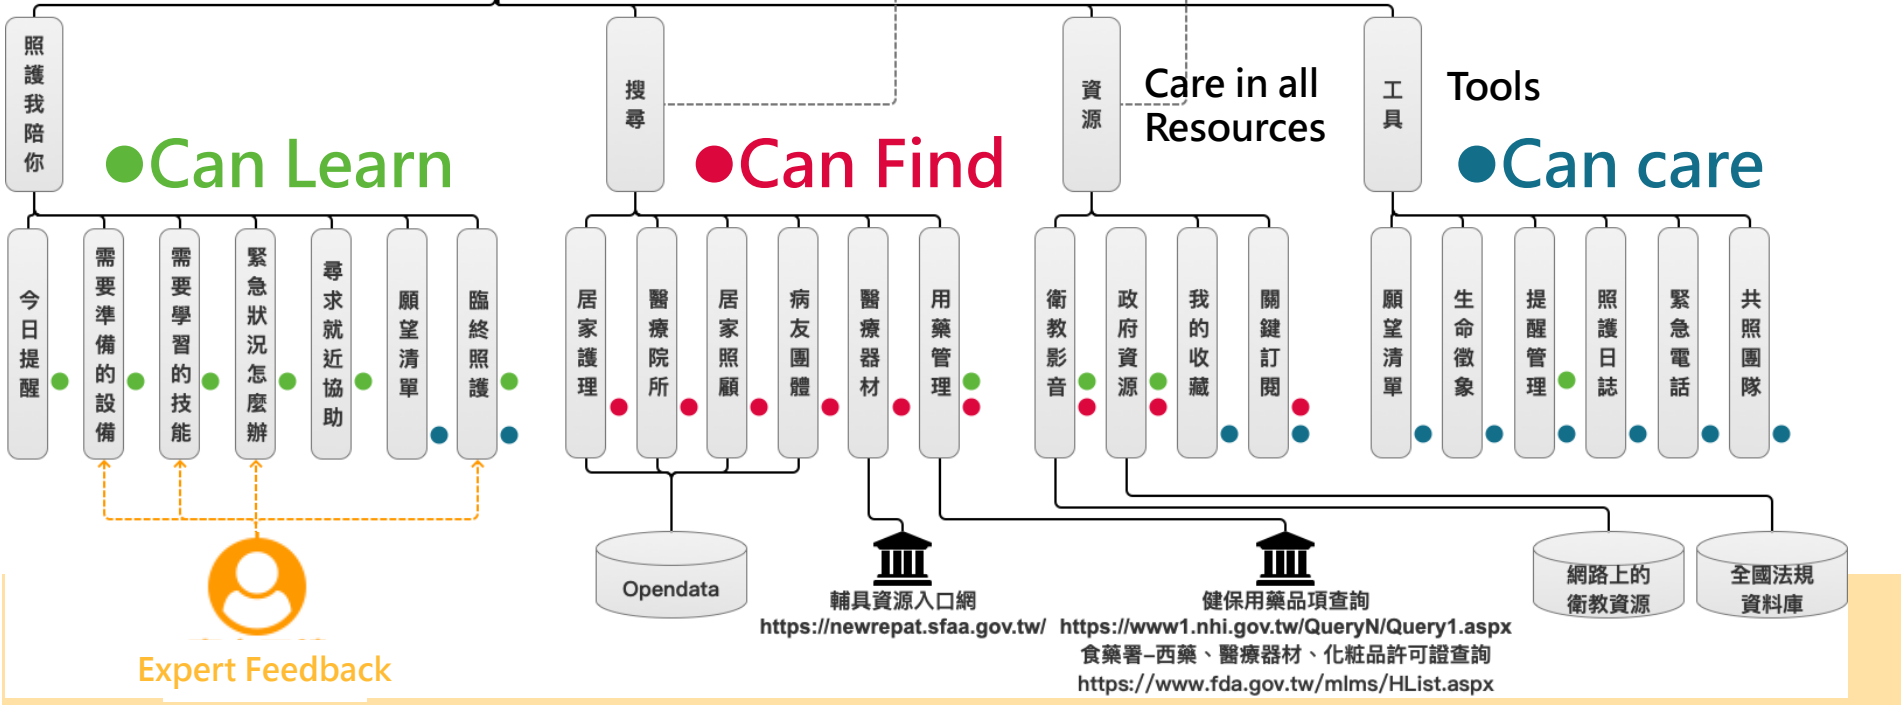 照護我陪你
搜尋
資源
Care in all
Resources
工具
Tools
Can Learn
Can Find
Can care
今日提醒
需要準備的設備
需要學習的技能
緊急狀況怎麼辦
尋求就近協助
願望清單
臨終照護
居家護理
醫療院所
居家照顧
病友團體
醫療器材
用藥管理
衛教影音
政府資源
我的收藏
關鍵訂閱
願望清單
生命徵象
提醒管理
照護日誌
緊急電話
共照團隊
Expert Feedback
Opendata
輔具資源入口網
https://newrepat.sfaa.gov.tw/
健保用藥品項查詢
https://www1.nhi.gov.tw/QueryN/Query1.aspx
食藥署–西藥、醫療器材、化粧品許可證查詢
https://www.fda.gov.tw/mlms/HList.aspx
網路上的
衛教資源
全國法規
資料庫